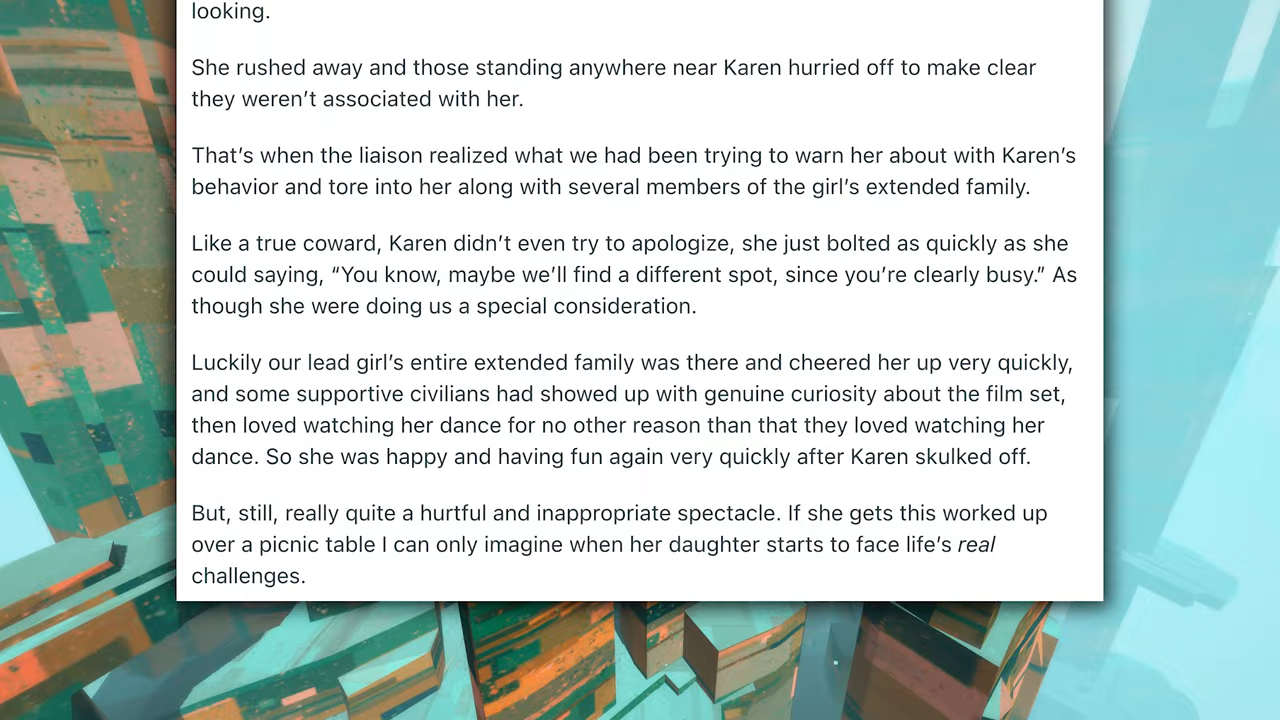 looking.
She rushed away and those standing anywhere near Karen hurried off to make clear
they weren’t associated with her.
That’s when the liaison realized what we had been trying to warn her about with Karen’s
behavior and tore into her along with several members of the girl’s extended family.
Like a true coward, Karen didn’t even try to apologize, she just bolted as quickly as she
could saying, “You know, maybe we’ll find a different spot, since you’re clearly busy.” As
though she were doing us a special consideration.
Luckily our lead girl’s entire extended family was there and cheered her up very quickly,
and some supportive civilians had showed up with genuine curiosity about the film set,
then loved watching her dance for no other reason than that they loved watching her
dance. So she was happy and having fun again very quickly after Karen skulked off.
But, still, really quite a hurtful and inappropriate spectacle. If she gets this worked up
over a picnic table I can only imagine when her daughter starts to face life’s real
challenges.